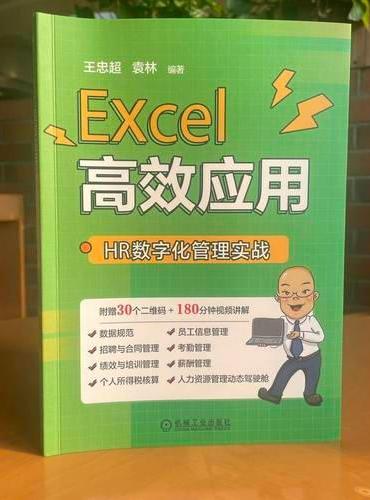 王忠超 袁林 编著
Excel
高效应用
HR数字化管理实战
附赠30个二维码 + 180分钟视频讲解
数据规范 员工信息管理
招聘与合同管理 考勤管理
绩效与培训管理 薪酬管理
个人所得税核算 人力资源管理动态驾驶舱
机械工业出版社
CHINA MACHINE PRESS